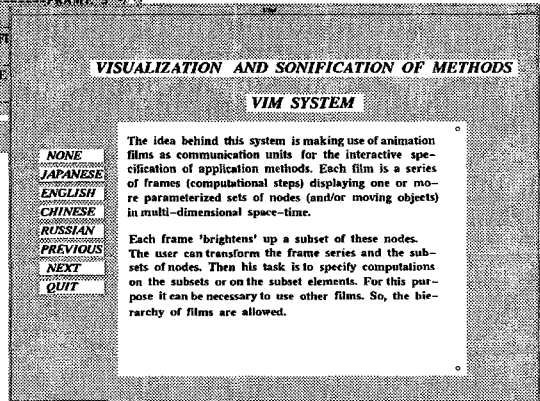 VISUALIZATION AND SONIFICATION OF METHODS
VIM SYSTEM
NONE
JAPANESE
ENGLISH
CHINESE
RUSSIAN
PREVIOUS
NEXT
QUIT
The idea behind this system is making use of animation
films as communication units for the interactive spe–
cification of application methods. Each film is a series
of frames (computational steps) displaying one or mo–
re parameterized sets of nodes (and/or moving objects)
in multi–dimensional space–time.
Each frame 'brightens' up a subset of these nodes.
The user can transform the frame series and the sub–
sets of nodes. Then his task is to specify computations
on the subsets or on the subset elements. For this pur–
pose it can be necessary to use other films. So, the hie–
rarchy of films are allowed.